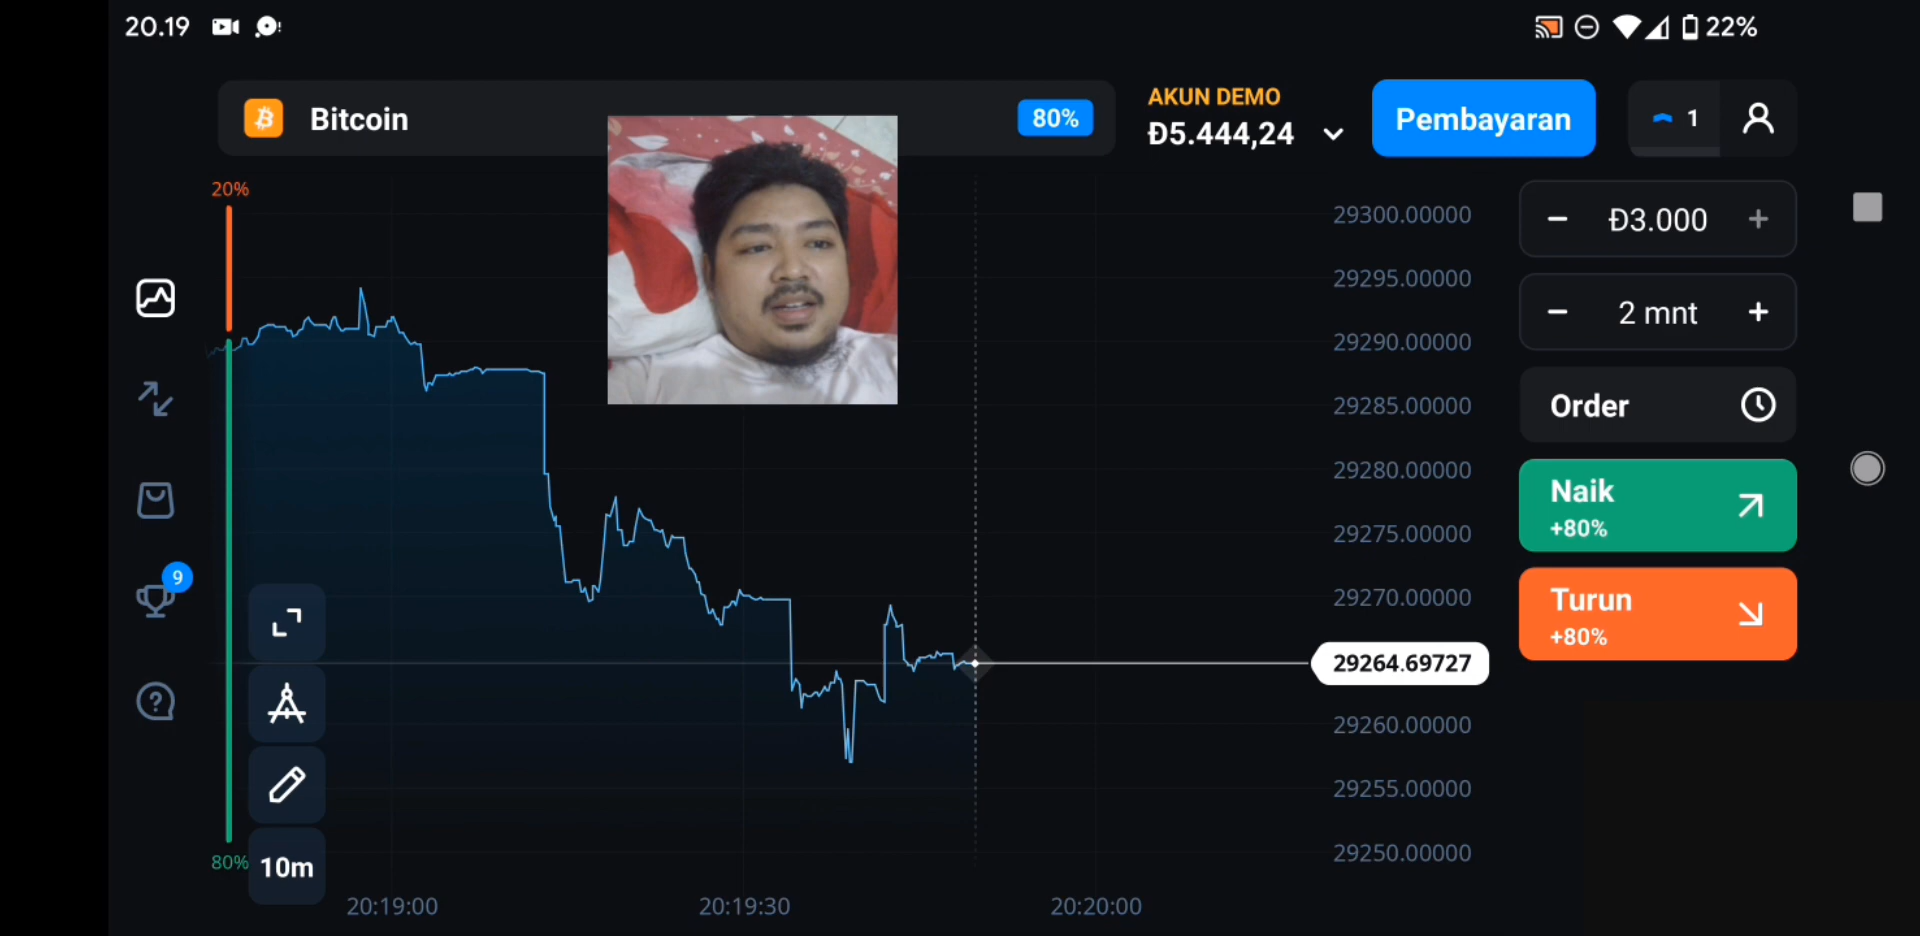 20.19
22%
Bitcoin
80%
AKUN DEMO
Đ5.444,24
Pembayaran
1
20%
29300.00000
29295.00000
29290.00000
29285.00000
29280.00000
29275.00000
29270.00000
29264.69727
29260.00000
29255.00000
29250.00000
Đ3.000
2 mnt
Order
Naik
+80%
Turun
+80%
9
80%
10m
20:19:00
20:19:30
20:20:00